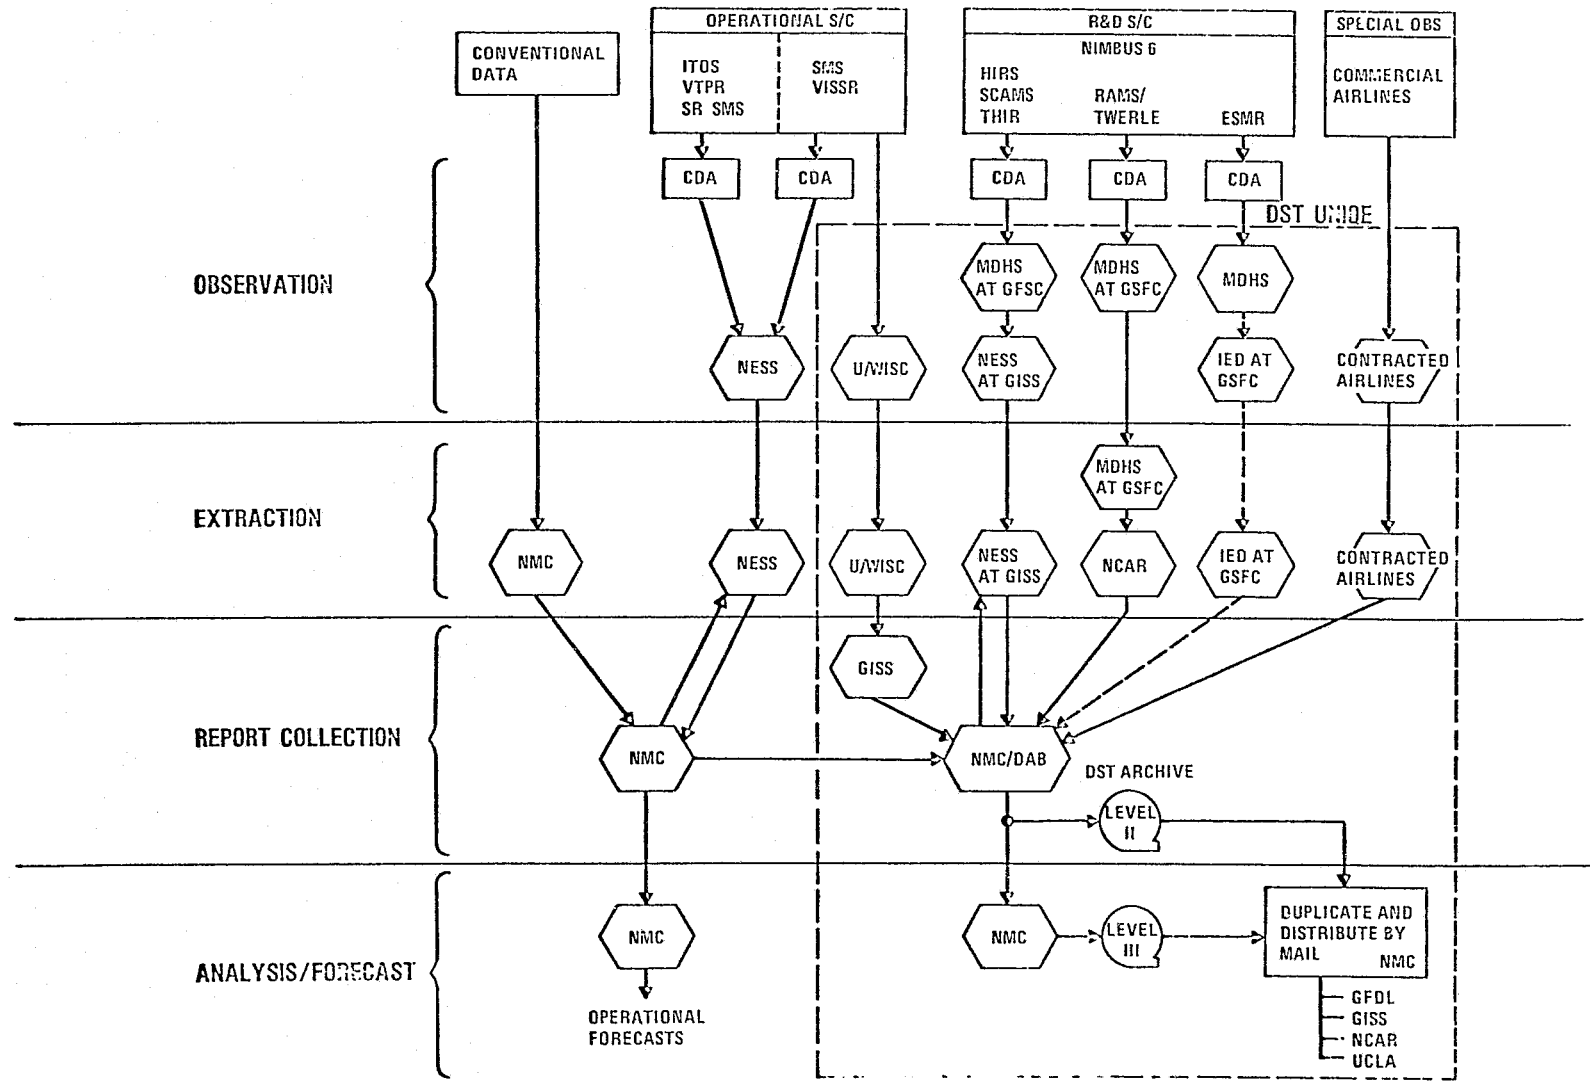 OPERATIONAL S/C
R&D S/C
SPECIAL OBS
CONVENTIONAL
DATA
ITOS
VTPR
SR SMS
SMS
VISSR
NIMBUS 6
HIRS
SCAMS
THIR
RAMS/
TWERLE
ESMR
COMMERCIAL
AIRLINES
CDA
CDA
CDA
CDA
CDA
DST UNIQE
OBSERVATION
MDHS
AT GFSC
MDHS
AT GSFC
MDHS
NESS
U/WISC
NESS
AT GISS
IED AT
GSFC
CONTRACTED
AIRLINES
EXTRACTION
MDHS
AT GSFC
NMC
NESS
U/WISC
NESS
AT GISS
NCAR
IED AT
GSFC
CONTRACTED
AIRLINES
REPORT COLLECTION
GISS
NMC
NMC/DAB
DST ARCHIVE
LEVEL
II
ANALYSIS/FORECAST
NMC
NMC
LEVEL
III
DUPLICATE AND
DISTRIBUTE BY
MAIL NMC
OPERATIONAL
FORECASTS
GFDL
GISS
NCAR
UCLA